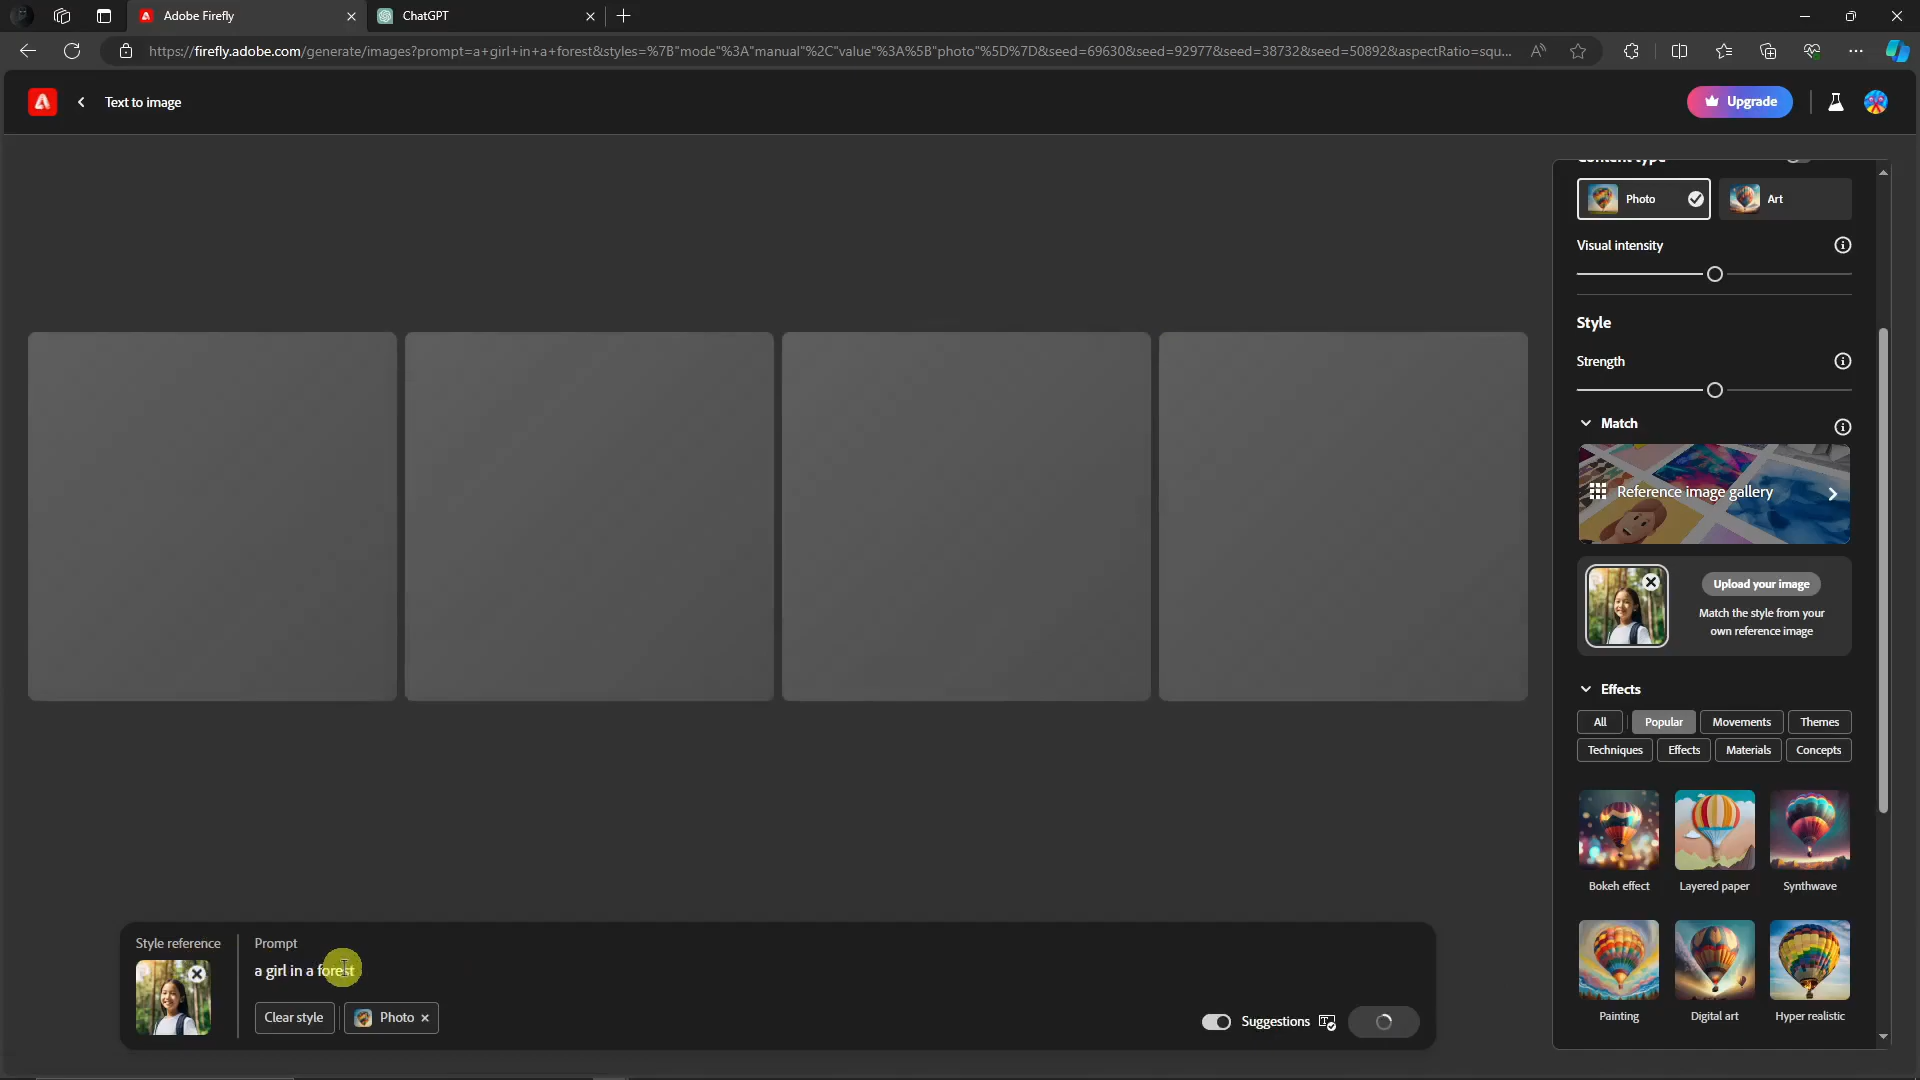 Adobe Firefly
ChatGPT
https://firefly.adobe.com/generate/images?prompt=a+girl+in+a+forest&styles=%7B"mode"%3A"manual"%2C"value"%3A%5B"photo"%5D%7D&seed=69630&seed=92977&seed=38732&seed=50892&aspectRatio=squ...
Text to image
Upgrade
Content type
Photo
Art
Visual intensity
Style
Strength
Match
Reference image gallery
Upload your image
Match the style from your
own reference image
Effects
All
Popular
Movements
Themes
Techniques
Effects
Materials
Concepts
Bokeh effect
Layered paper
Synthwave
Painting
Digital art
Hyper realistic
Style reference
Prompt
a girl in a forest
Clear style
Photo
Suggestions